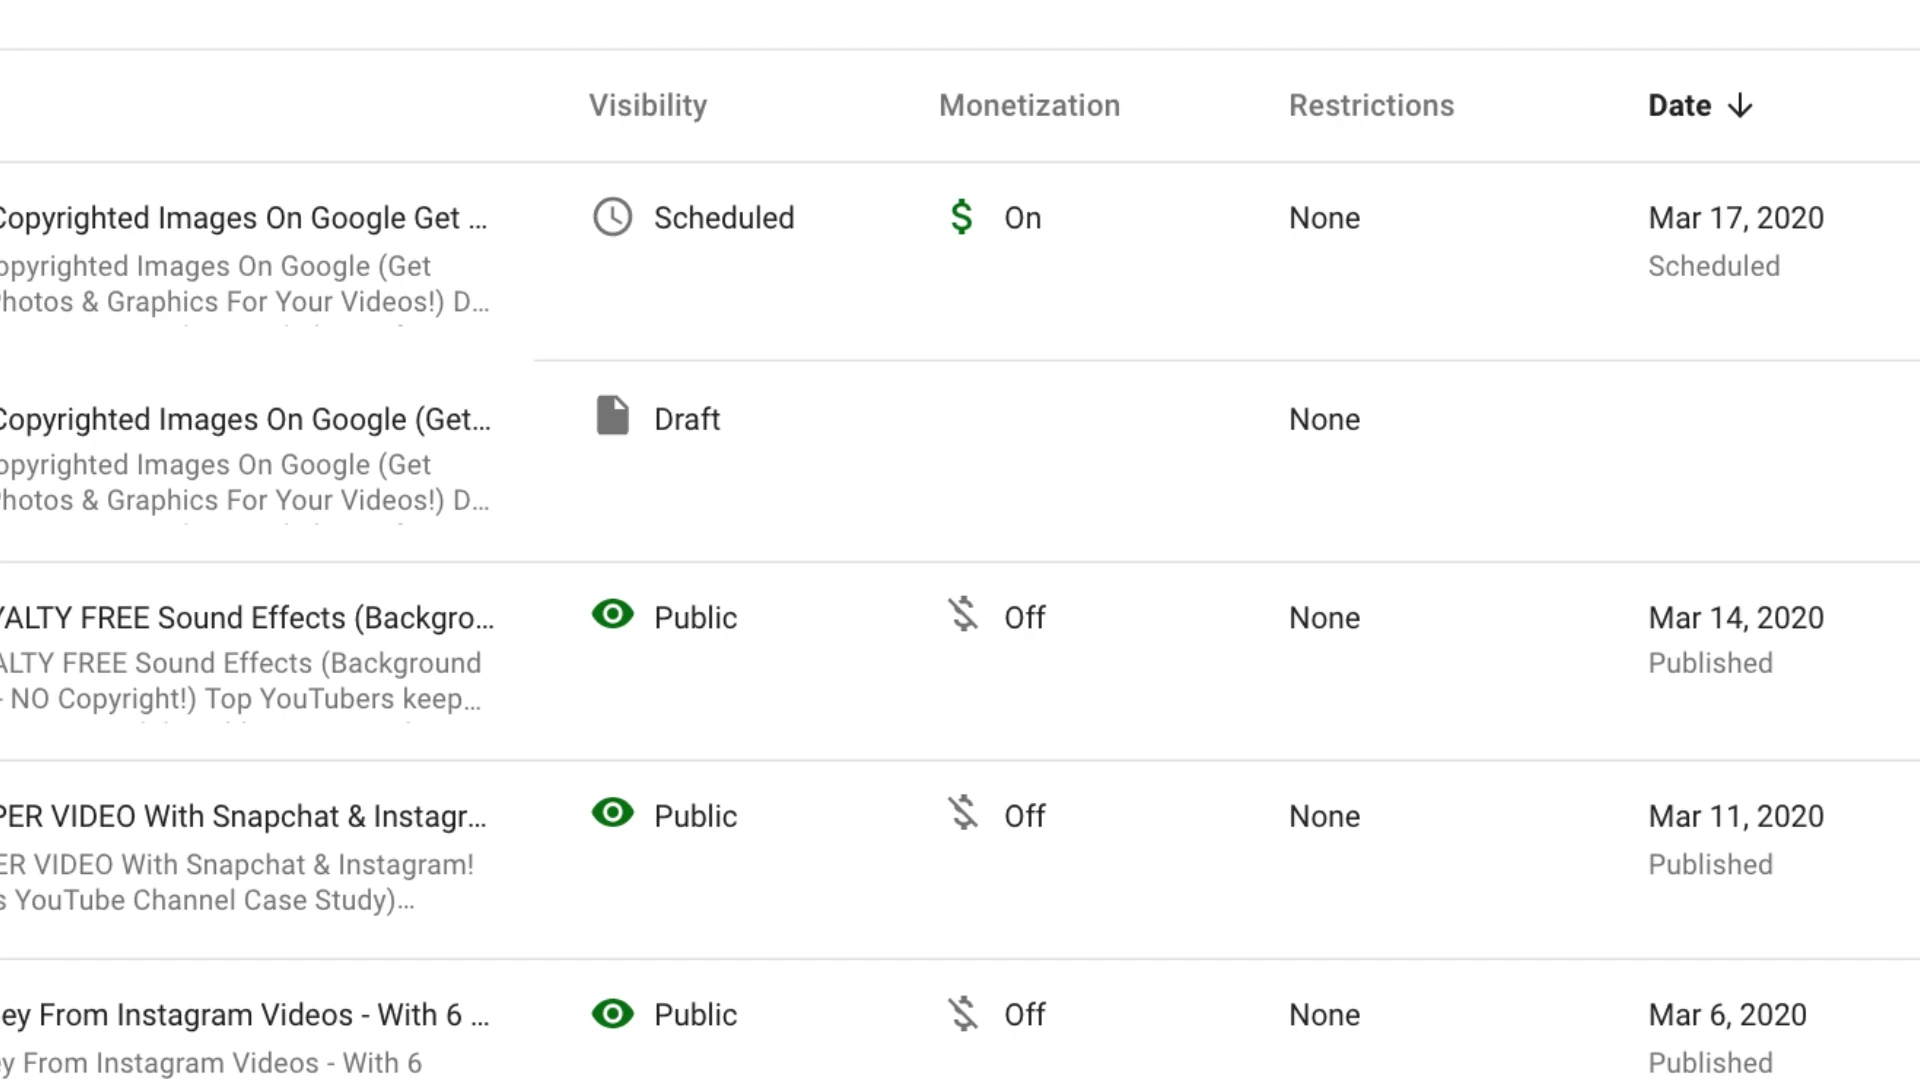 Visibility Monetization Restrictions Date
Copyrighted Images On Google Get ... Scheduled On None Mar 17, 2020
opyrighted Images On Google (Get Scheduled
Photos & Graphics For Your Videos!) D...
Copyrighted Images On Google (Get... Draft None
opyrighted Images On Google (Get
Photos & Graphics For Your Videos!) D...
YALTY FREE Sound Effects (Backgro... Public Off None Mar 14, 2020
ALTY FREE Sound Effects (Background Published
- NO Copyright!) Top YouTubers keep...
PER VIDEO With Snapchat & Instagr... Public Off None Mar 11, 2020
ER VIDEO With Snapchat & Instagram! Published
s YouTube Channel Case Study)...
ey From Instagram Videos - With 6 ... Public Off None Mar 6, 2020
ey From Instagram Videos - With 6 Published